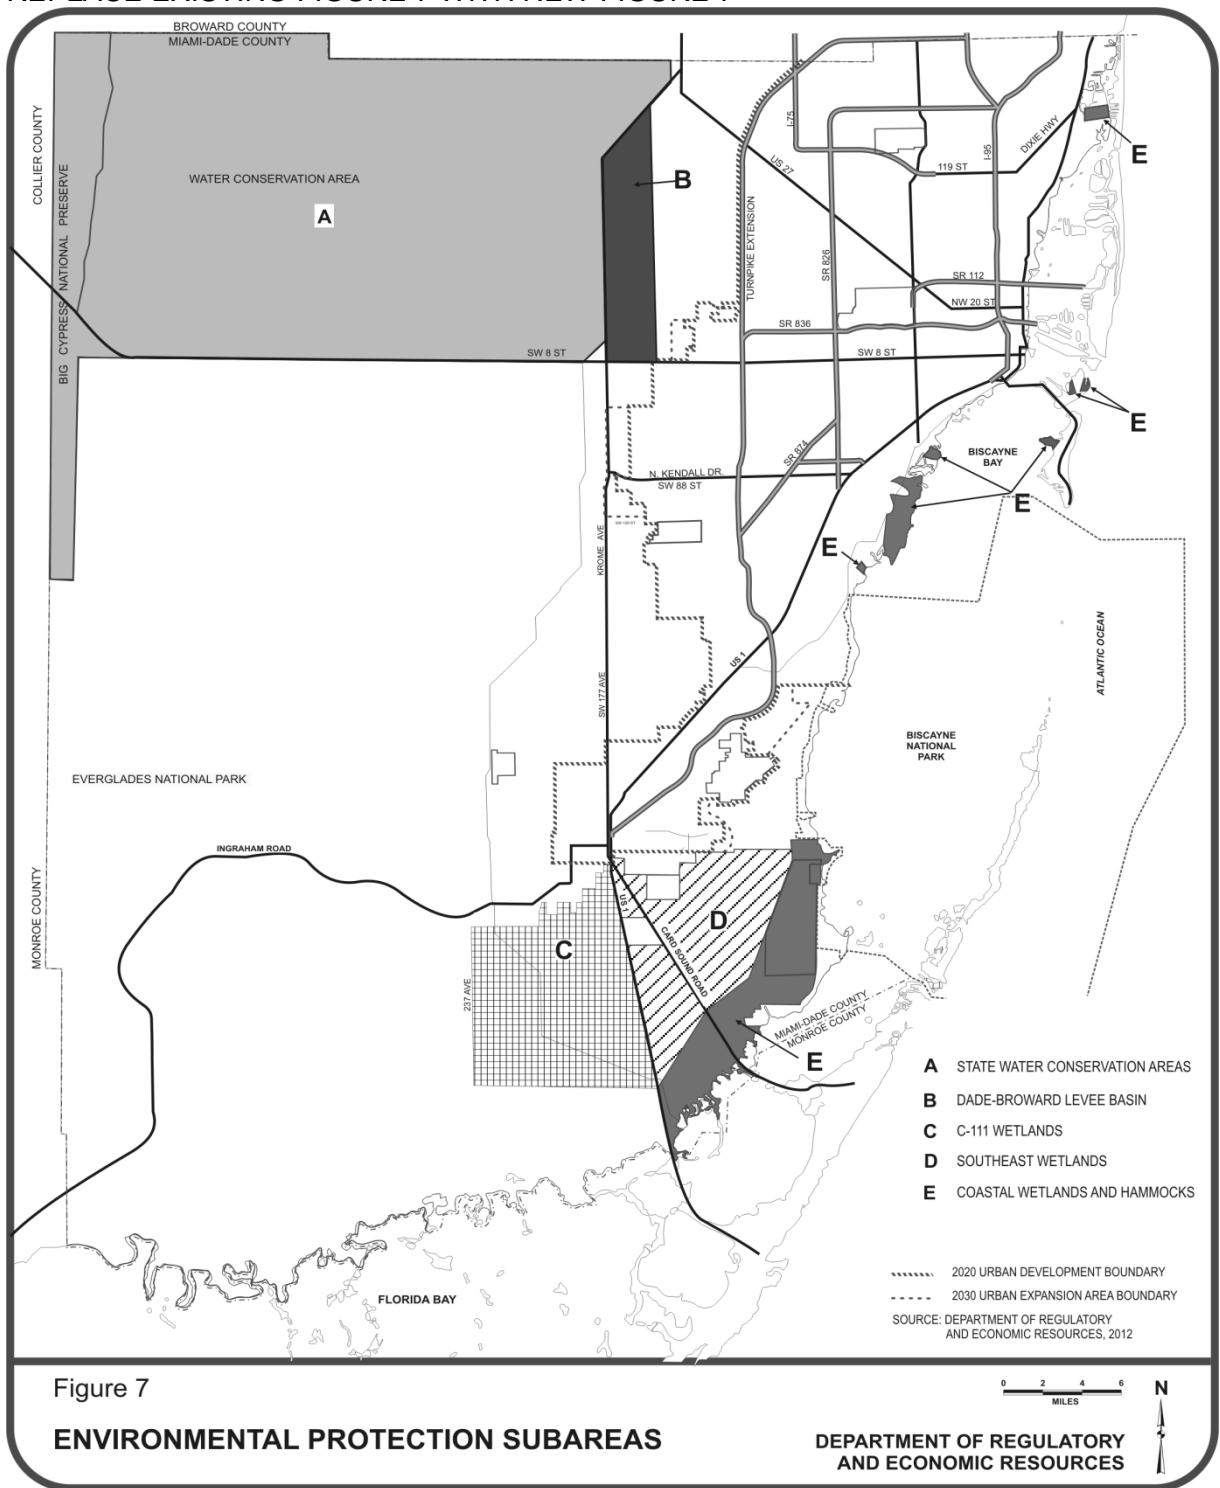 REPLACE EXISTING FIGURE 7 WITH NEW FIGURE 7
BROWARD COUNTY
MIAMI-DADE COUNTY
COLLIER COUNTY
BIG CYPRESS NATIONAL PRESERVE
WATER CONSERVATION AREA
A
B
I-75
US 27
DIXIE HWY
I-95
119 ST
E
TURNPIKE EXTENSION
SR 826
SR 112
NW 20 ST
SR 836
SW 8 ST
SW 8 ST
E
SR 874
BISCAYNE
BAY
N. KENDALL DR.
SW 88 ST
E
KROME AVE
E
US 1
SW 177 AVE
ATLANTIC OCEAN
BISCAYNE
NATIONAL
PARK
EVERGLADES NATIONAL PARK
INGRAHAM ROAD
MONROE COUNTY
US 1
D
C
CARD SOUND ROAD
237 AVE
MIAMI-DADE COUNTY
MONROE COUNTY
E
A STATE WATER CONSERVATION AREAS
B DADE-BROWARD LEVEE BASIN
C C-111 WETLANDS
D SOUTHEAST WETLANDS
E COASTAL WETLANDS AND HAMMOCKS
2020 URBAN DEVELOPMENT BOUNDARY
2030 URBAN EXPANSION AREA BOUNDARY
FLORIDA BAY
SOURCE: DEPARTMENT OF REGULATORY
AND ECONOMIC RESOURCES, 2012
Figure 7
0 2 4 6
MILES
N
ENVIRONMENTAL PROTECTION SUBAREAS
DEPARTMENT OF REGULATORY
AND ECONOMIC RESOURCES